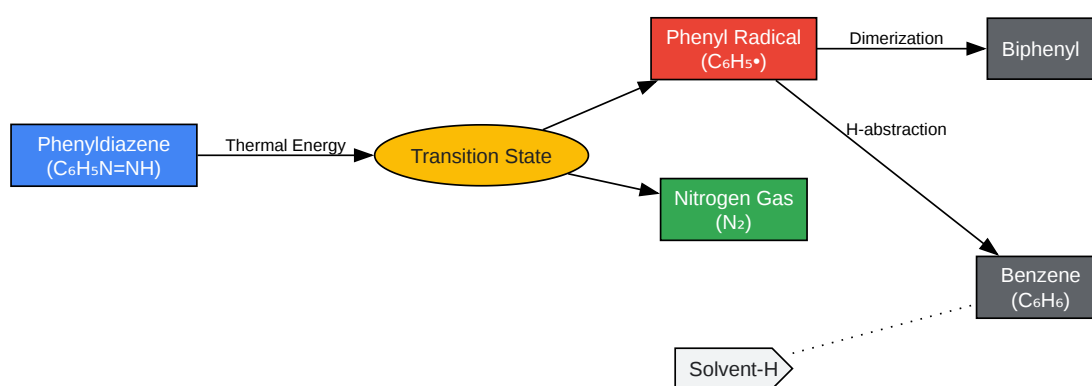 Phenyl Radical
(C₆H₅•)
Dimerization
Biphenyl
Phenyldiazene
(C₆H₅N=NH)
Thermal Energy
Transition State
H-abstraction
Nitrogen Gas
(N₂)
Benzene
(C₆H₆)
Solvent-H